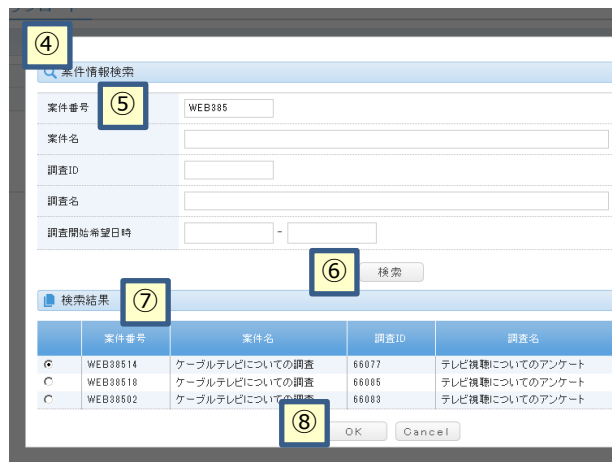 ④
案件情報検索
案件番号 ⑤ WEB385
案件名
調査ID
調査名
調査開始希望日時 -
⑥ 検索
検索結果 ⑦
案件番号 案件名 調査ID 調査名
WEB38514 ケーブルテレビについての調査 66077 テレビ視聴についてのアンケート
WEB38518 ケーブルテレビについての調査 66085 テレビ視聴についてのアンケート
WEB38502 ケーブルテレビについての調査 66083 テレビ視聴についてのアンケート
⑧ OK Cancel